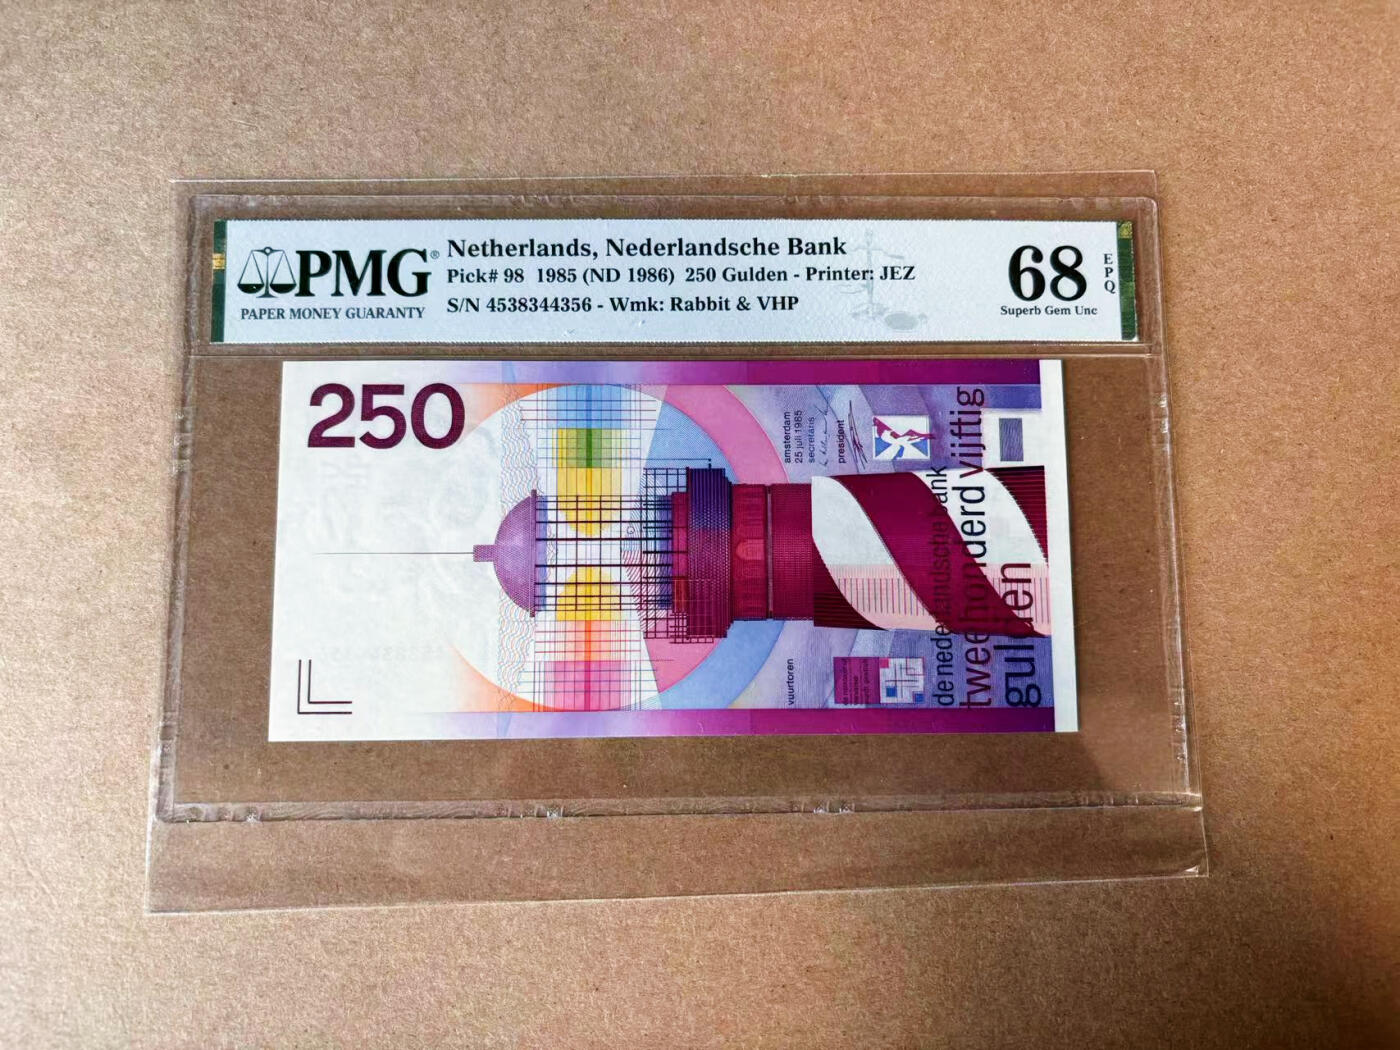 PMG®
PAPER MONEY GUARANTY
Netherlands, Nederlandsche Bank
Pick# 98 1985 (ND 1986) 250 Gulden - Printer: JEZ
S/N 4538344356 - Wmk: Rabbit & VHP
68
EPQ
Superb Gem Unc
250
amsterdam
25 juli 1985
secretaris
president
vuurtoren
de nederlandsche bank
tweehonderd vijftig
gulden